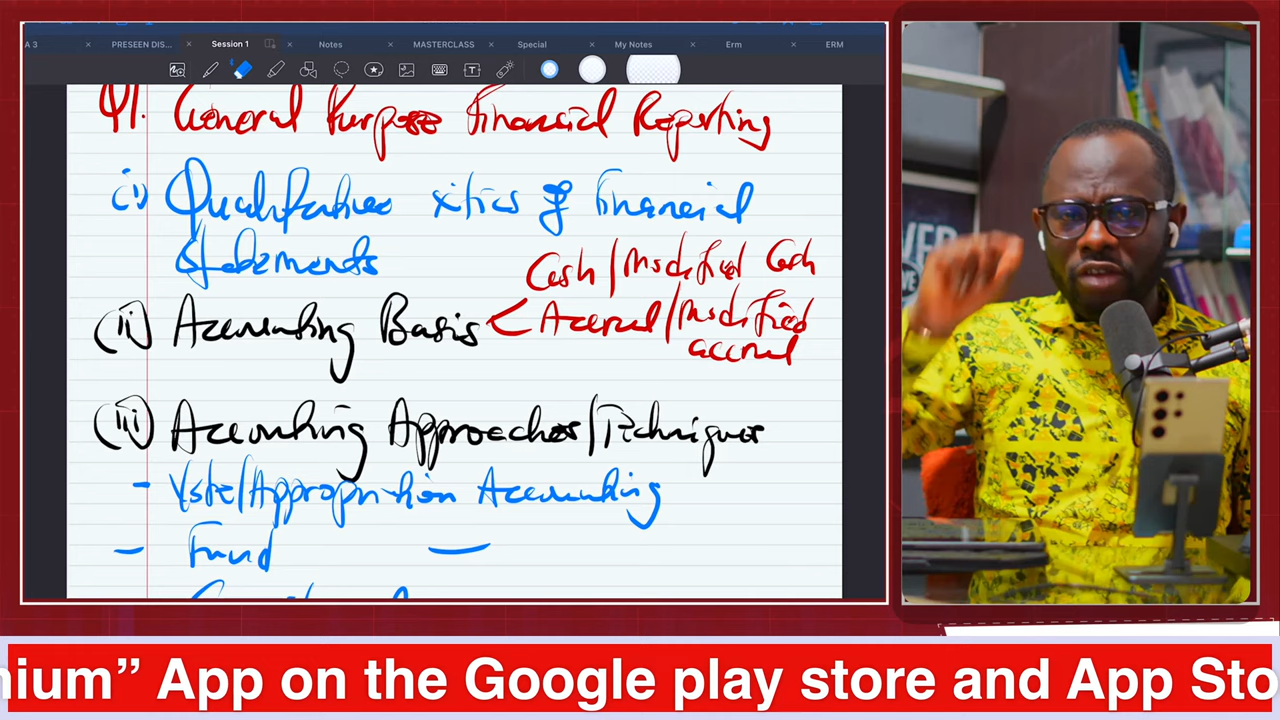 A 3 PRESEEN DIS... Session 1 Notes MASTERCLASS Special My Notes Erm ERM
Q1. General Purpose Financial Reporting
(i) Qualitative xtics of Financial
Statements
Cash/Modified Cash
(ii) Accounting Basis < Accrual/Modified
accrual
(iii) Accounting Approaches/Techniques
- Vote/Appropriation Accounting
- Fund —
nium” App on the Google play store and App Sto